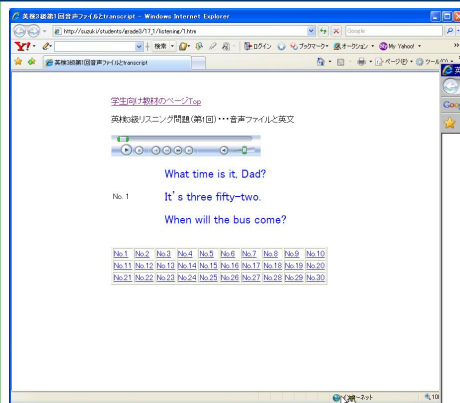 英検3級第1回音声ファイルとtranscript - Windows Internet Explorer
http://suzuki/students/grade3/17_1/listening/1.htm
Google
Y! 検索 ログイン ブックマーク オークション My Yahoo!
英検3級第1回音声ファイルとtranscript ページ(P) ツール(O)
学生向け教材のページTop
英検3級リスニング問題(第1回)・・・音声ファイルと英文
What time is it, Dad?
No. 1 It's three fifty-two.
When will the bus come?
No.1 No.2 No.3 No.4 No.5 No.6 No.7 No.8 No.9 No.10
No.11 No.12 No.13 No.14 No.15 No.16 No.17 No.18 No.19 No.20
No.21 No.22 No.23 No.24 No.25 No.26 No.27 No.28 No.29 No.30